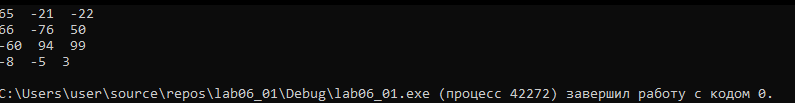 65  -21  -22
66  -76  50
-60  94  99
-8  -5  3
C:\Users\user\source\repos\lab06_01\Debug\lab06_01.exe (процесс 42272) завершил работу с кодом 0.